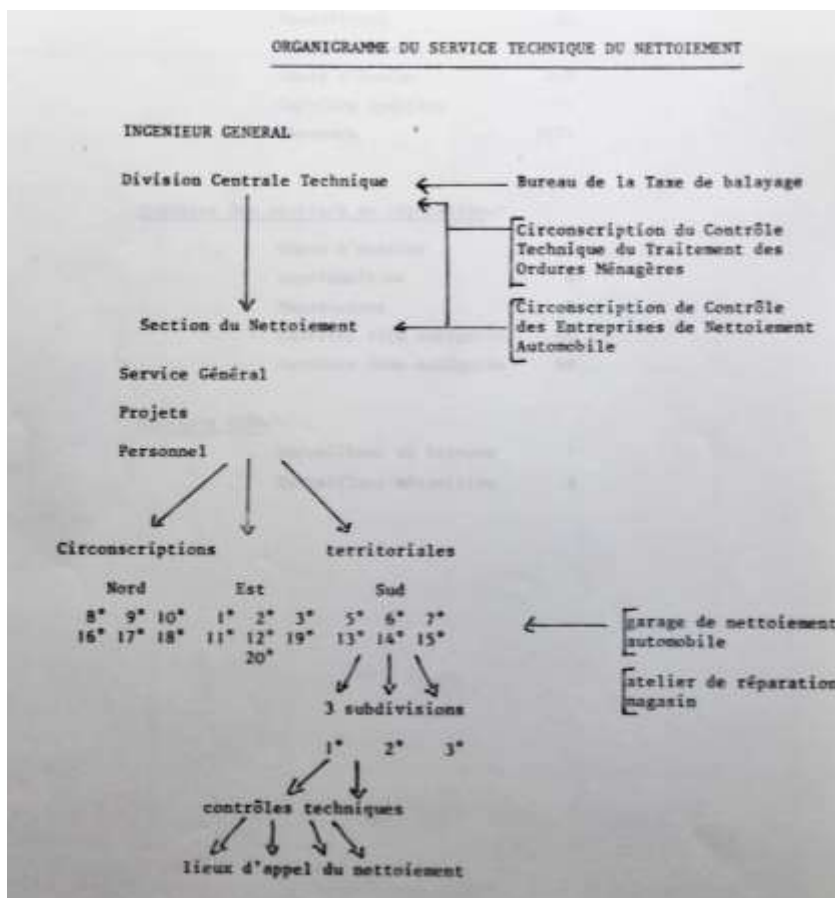 ORGANIGRAMME DU SERVICE TECHNIQUE DU NETTOIEMENT
INGENIEUR GENERAL
Division Centrale Technique
Bureau de la Taxe de balayage
Circonscription du Contrôle
Technique du Traitement des
Ordures Ménagères
Section du Nettoiement
Circonscription de Contrôle
des Entreprises de Nettoiement
Automobile
Service Général
Projets
Personnel
Circonscriptions territoriales
Nord Est Sud
8° 9° 10° 1° 2° 3° 5° 6° 7°
16° 17° 18° 11° 12° 19° 13° 14° 15°
20°
garage de nettoiement
automobile
atelier de réparation
magasin
3 subdivisions
1° 2° 3°
contrôles techniques
lieux d'appel du nettoiement